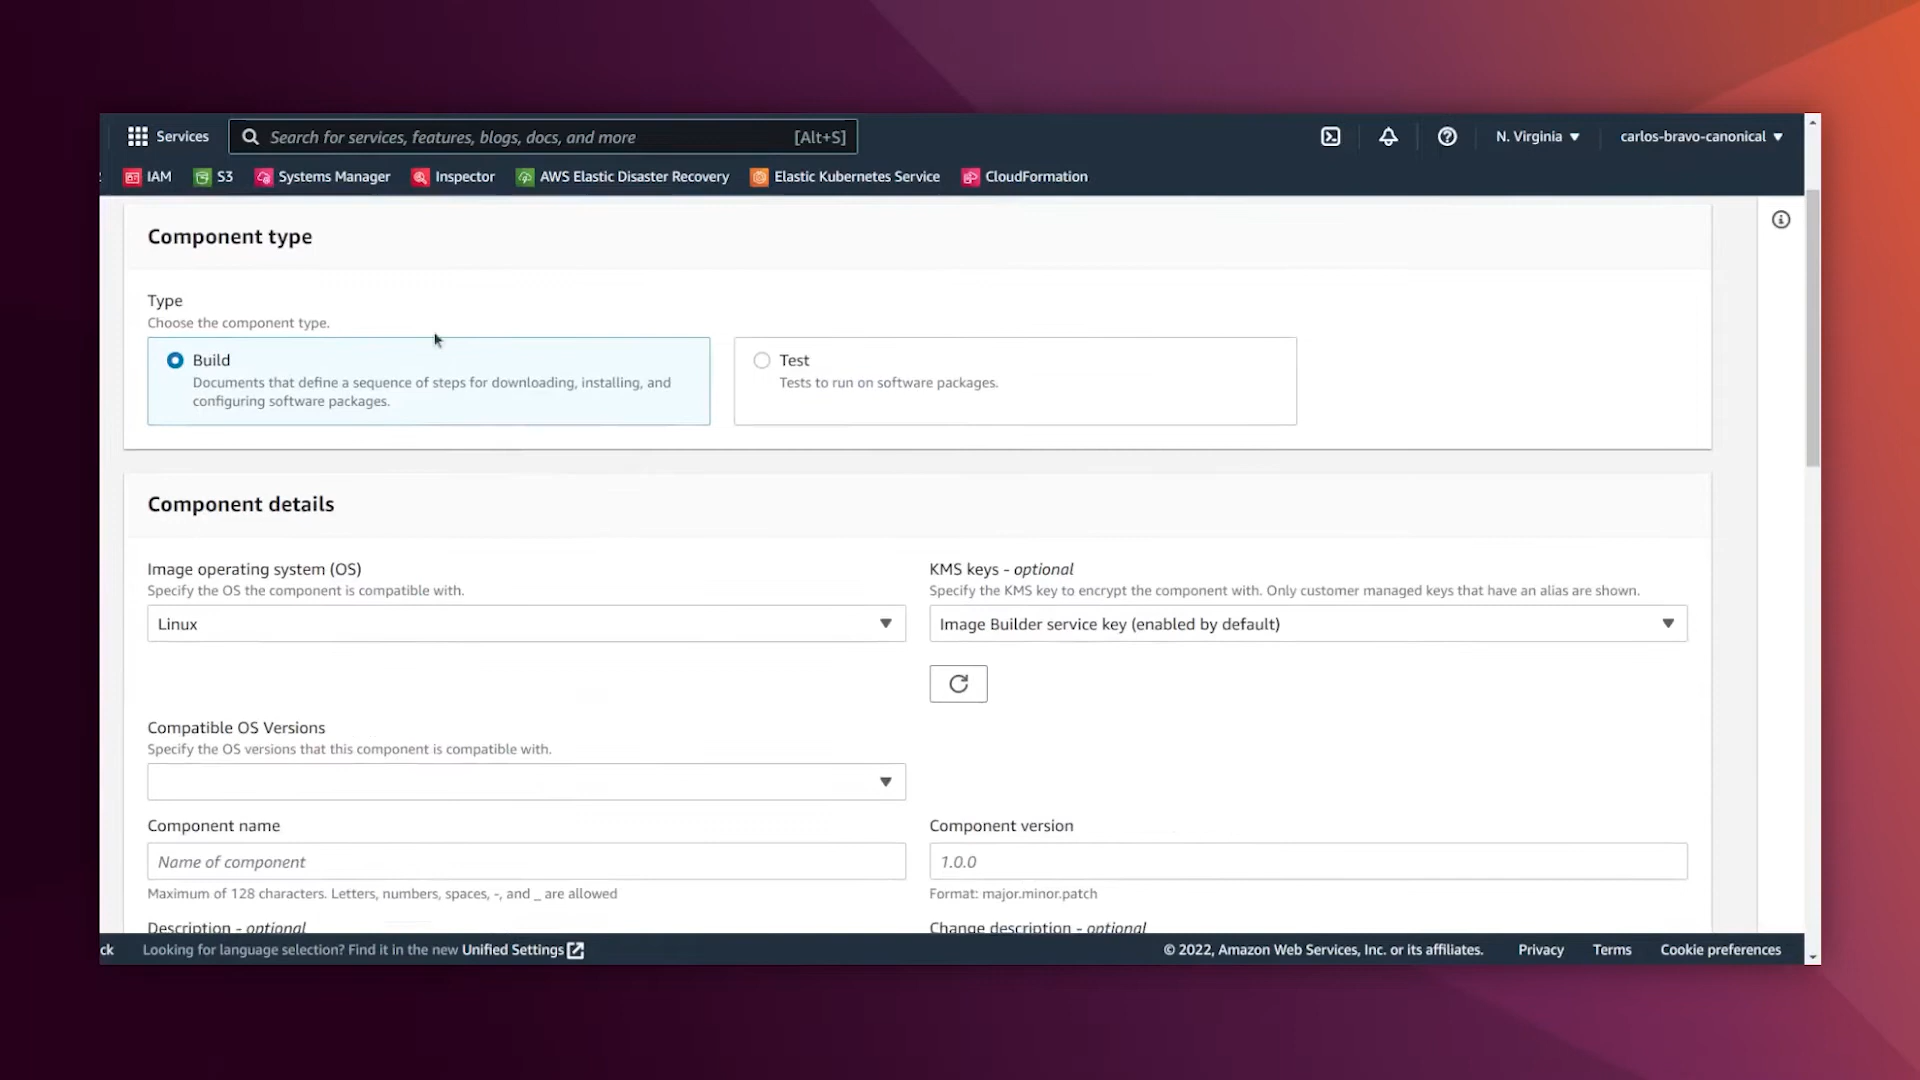 Services
Search for services, features, blogs, docs, and more [Alt+S]
N. Virginia
carlos-bravo-canonical
IAM S3 Systems Manager Inspector AWS Elastic Disaster Recovery Elastic Kubernetes Service CloudFormation
Component type
Type
Choose the component type.
Build
Documents that define a sequence of steps for downloading, installing, and
configuring software packages.
Test
Tests to run on software packages.
Component details
Image operating system (OS)
Specify the OS the component is compatible with.
Linux
KMS keys - optional
Specify the KMS key to encrypt the component with. Only customer managed keys that have an alias are shown.
Image Builder service key (enabled by default)
Compatible OS Versions
Specify the OS versions that this component is compatible with.
Component name
Name of component
Maximum of 128 characters. Letters, numbers, spaces, -, and _ are allowed
Component version
1.0.0
Format: major.minor.patch
Description - optional
Change description - optional
ck Looking for language selection? Find it in the new Unified Settings
© 2022, Amazon Web Services, Inc. or its affiliates. Privacy Terms Cookie preferences